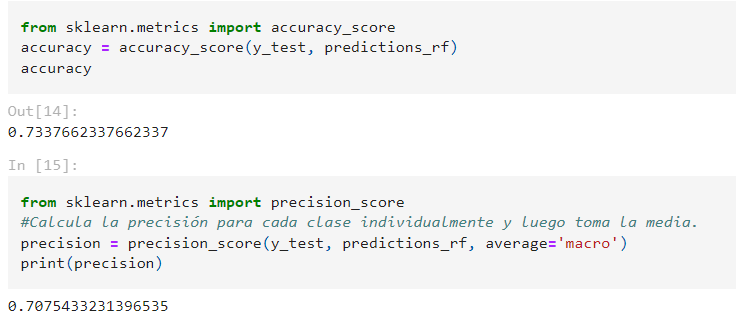 from sklearn.metrics import accuracy_score
accuracy = accuracy_score(y_test, predictions_rf)
accuracy
Out[14]:
0.7337662337662337
In [15]:
from sklearn.metrics import precision_score
#Calcula la precisión para cada clase individualmente y luego toma la media.
precision = precision_score(y_test, predictions_rf, average='macro')
print(precision)
0.7075433231396535